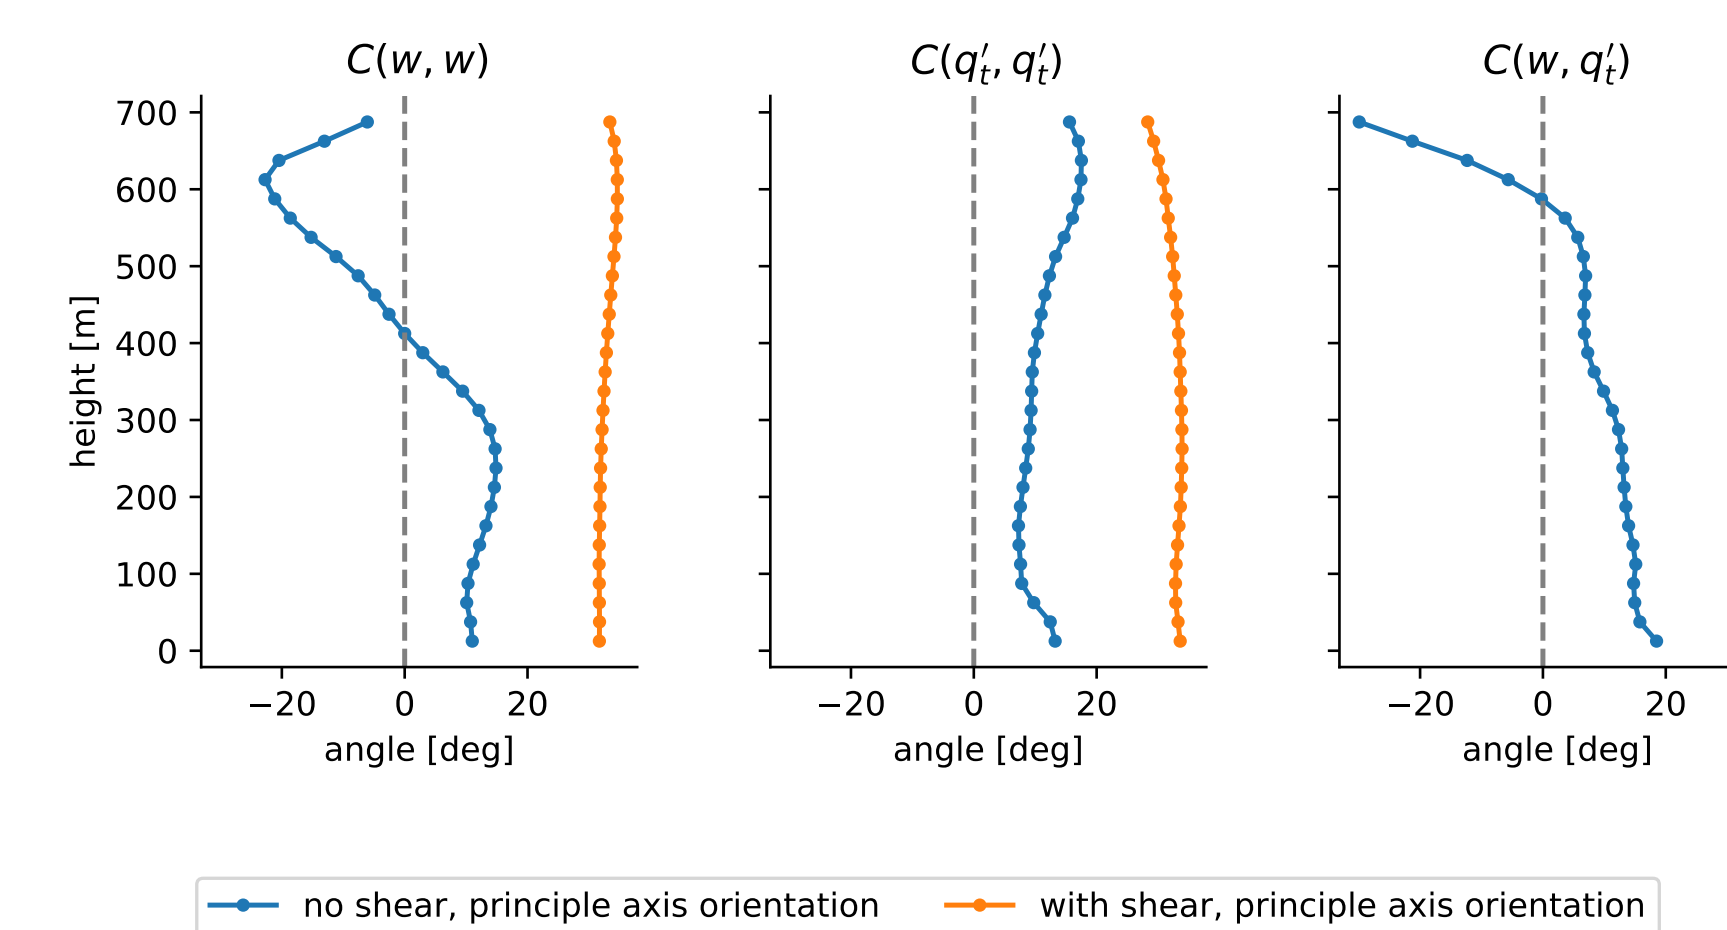 C(w, w)
C(q′ₜ, q′ₜ)
C(w, q′ₜ)
700
600
500
400
300
200
100
0
height [m]
−20 0 20
−20 0 20
−20 0 20
angle [deg]
angle [deg]
angle [deg]
no shear, principle axis orientation
with shear, principle axis orientation